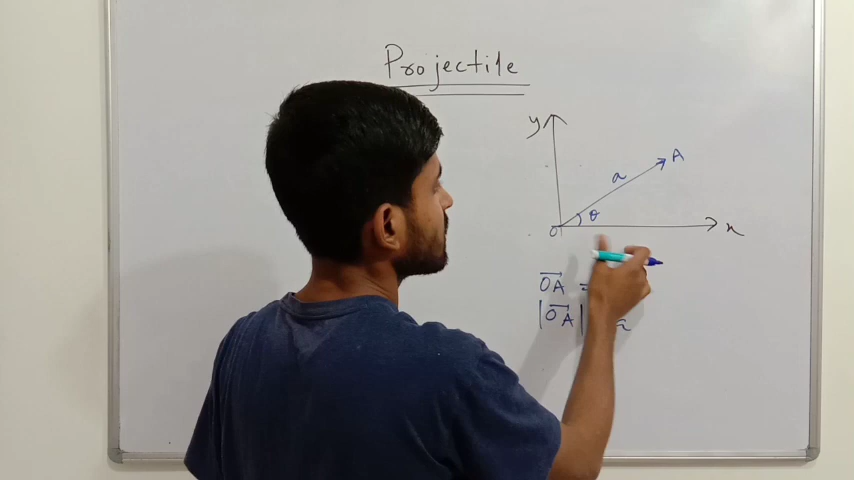 Projectile
y
A
a
θ
O
x
OA⃗ =
|OA⃗| a